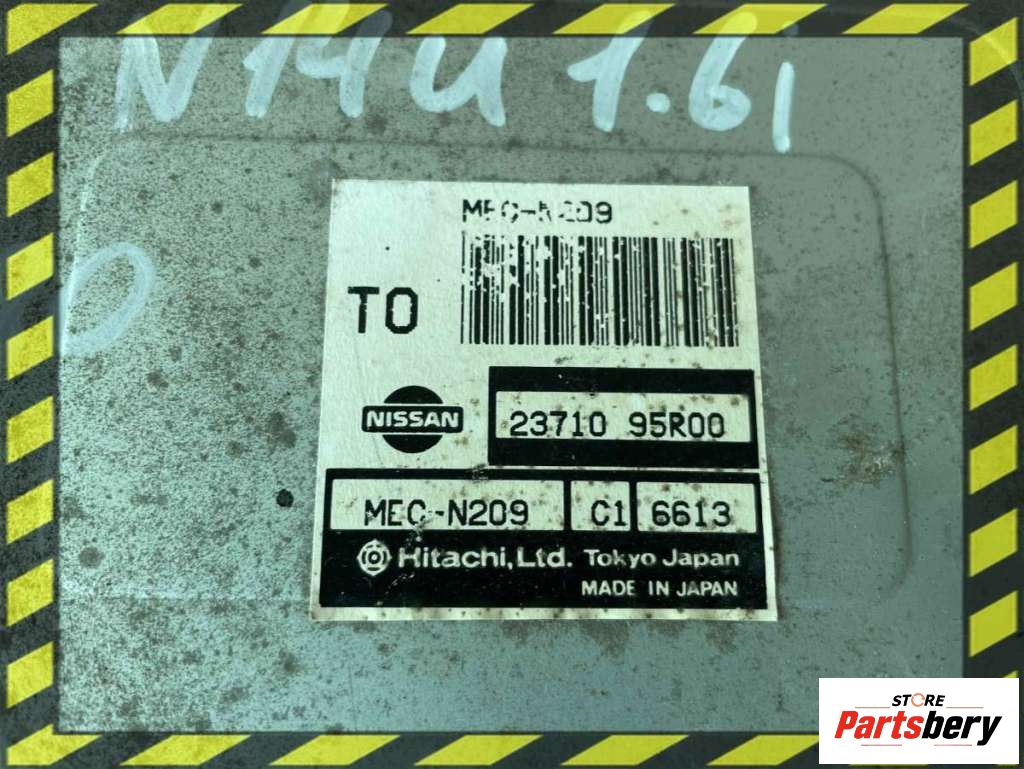 N14U 1.6i
MEC-N209
TO
NISSAN
23710 95R00
MEC-N209 C1 6613
Hitachi, Ltd. Tokyo Japan
MADE IN JAPAN
STORE
Partsbery